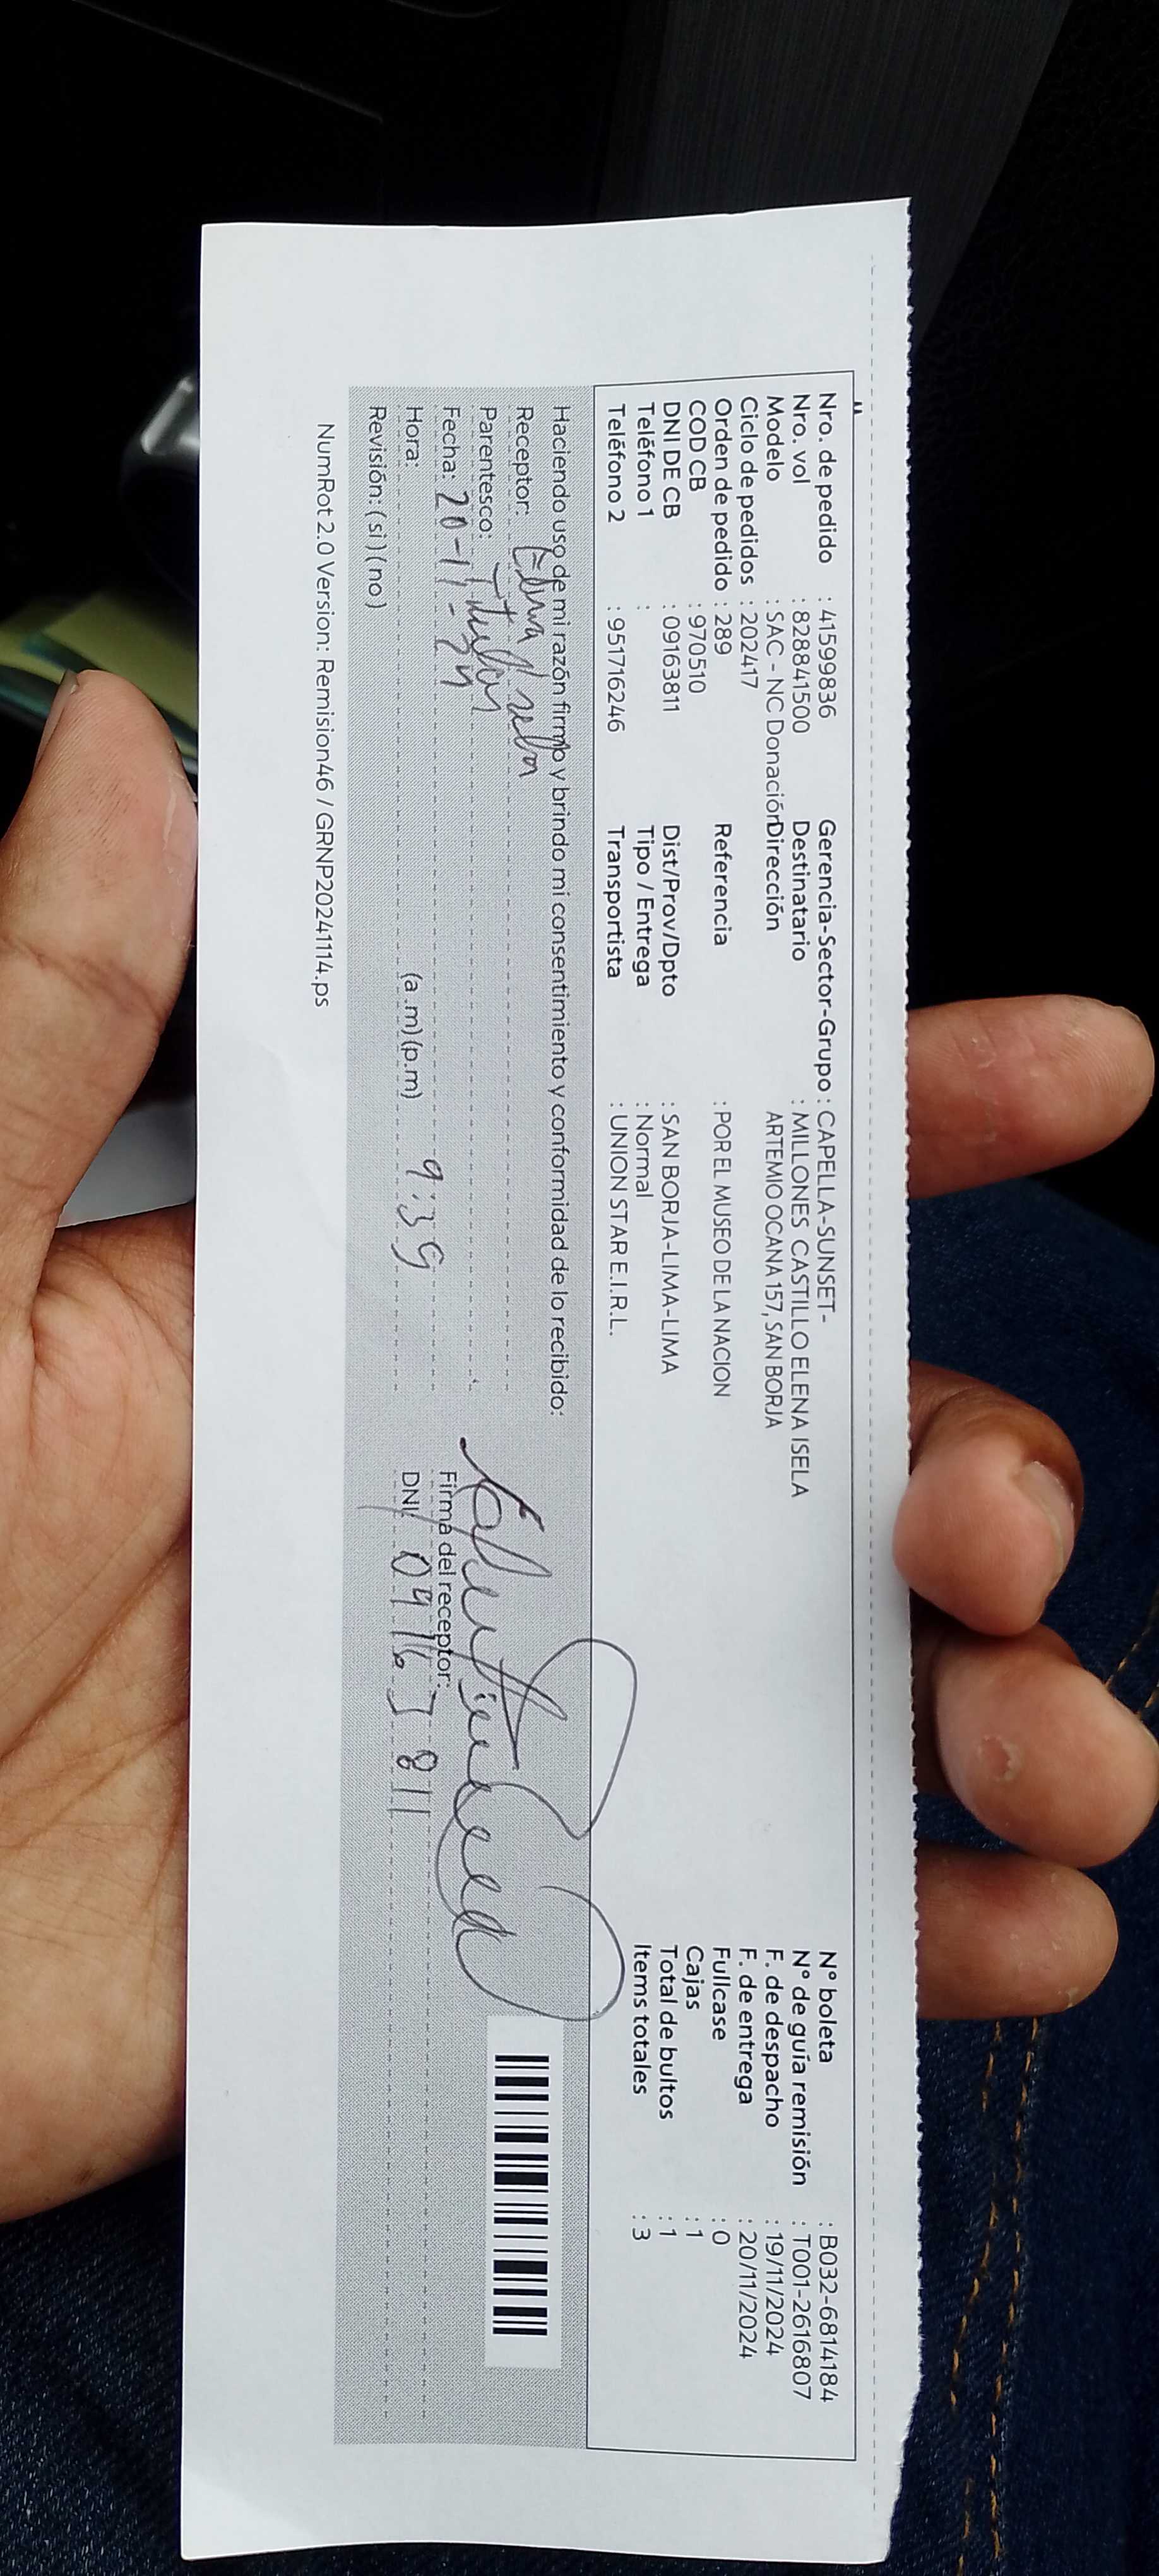 Nro. de pedido : 41599836 Gerencia-Sector-Grupo : CAPELLA-SUNSET- N° boleta : B032-6814184
Nro. vol : 828841500 Destinatario : MILLONES CASTILLO ELENA ISELA N° de guía remisión : T001-2616807
Modelo : SAC - NC Donación Dirección ARTEMIO OCANA 157, SAN BORJA F. de despacho : 19/11/2024
Ciclo de pedidos : 202417 F. de entrega : 20/11/2024
Orden de pedido : 289 Referencia : POR EL MUSEO DE LA NACION Fullcase : 0
COD CB : 970510 Cajas : 1
DNI DE CB : 09163811 Dist/Prov/Dpto : SAN BORJA-LIMA-LIMA Total de bultos : 1
Teléfono 1 : Tipo / Entrega : Normal Items totales : 3
Teléfono 2 : 951716246 Transportista : UNION STAR E.I.R.L.
Haciendo uso de mi razón firmo y brindo mi consentimiento y conformidad de lo recibido:
Receptor:
Parentesco: Titular
Fecha: 20-11-24 Firma del receptor:
Hora: (a.m)(p.m) 9:39 DNI: 09163811
Revisión: ( si ) ( no )
NumRot 2.0 Version: Remision46 / GRNP20241114.ps